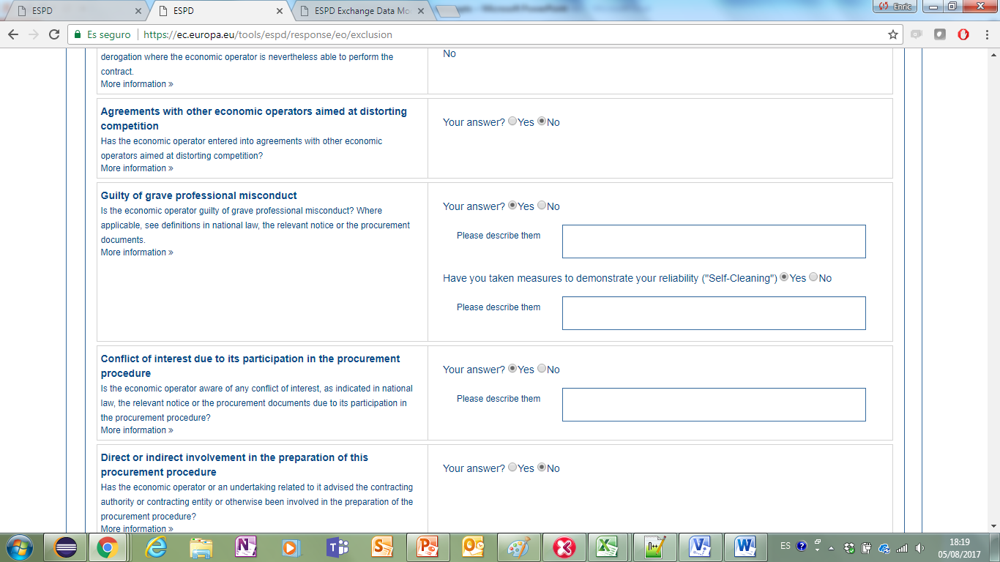 ESPD
ESPD
ESPD Exchange Data Mo
Microsoft PowerPoint
Enric
Es seguro
https://ec.europa.eu/tools/espd/response/eo/exclusion
derogation where the economic operator is nevertheless able to perform the
contract.
More information »
No
Agreements with other economic operators aimed at distorting
competition
Has the economic operator entered into agreements with other economic
operators aimed at distorting competition?
More information »
Your answer? Yes No
Guilty of grave professional misconduct
Is the economic operator guilty of grave professional misconduct? Where
applicable, see definitions in national law, the relevant notice or the procurement
documents.
More information »
Your answer? Yes No
Please describe them
Have you taken measures to demonstrate your reliability ("Self-Cleaning") Yes No
Please describe them
Conflict of interest due to its participation in the procurement
procedure
Is the economic operator aware of any conflict of interest, as indicated in national
law, the relevant notice or the procurement documents due to its participation in
the procurement procedure?
More information »
Your answer? Yes No
Please describe them
Direct or indirect involvement in the preparation of this
procurement procedure
Has the economic operator or an undertaking related to it advised the contracting
authority or contracting entity or otherwise been involved in the preparation of the
procurement procedure?
More information »
Your answer? Yes No
ES
18:19
05/08/2017